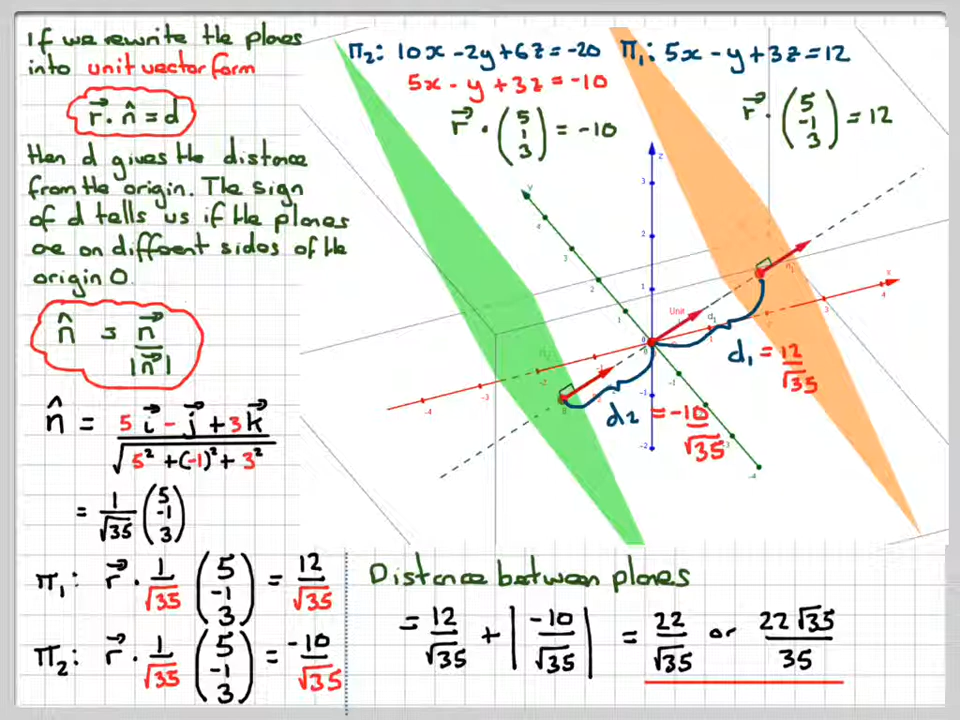 If we rewrite the planes
into unit vector form
r⃗ · n̂ = d
then d gives the distance
from the origin. The sign
of d tells us if the planes
are on diffent sides of the
origin O.
n̂ = n⃗ / |n⃗|
n̂ = (5i⃗ - j⃗ + 3k⃗) / √(5² + (-1)² + 3²)
= 1/√35 (5 -1 3)
π₁: r⃗ · 1/√35 (5 -1 3) = 12/√35
π₂: r⃗ · 1/√35 (5 -1 3) = -10/√35
π₂: 10x - 2y + 6z = -20
5x - y + 3z = -10
r⃗ · (5 1 3) = -10
π₁: 5x - y + 3z = 12
r⃗ · (5 -1 3) = 12
Unit
d₁ = 12/√35
d₂ = -10/√35
Distance between planes
= 12/√35 + |-10/√35| = 22/√35 or 22√35/35